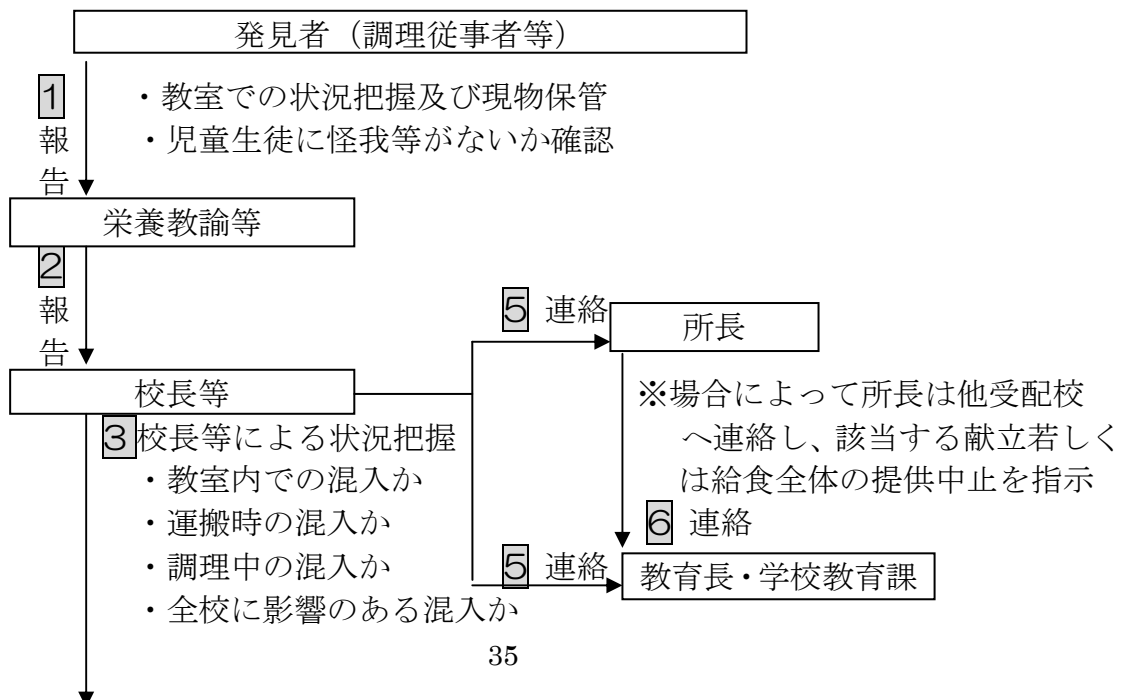 発見者（調理従事者等）
1
報
告
・教室での状況把握及び現物保管
・児童生徒に怪我等がないか確認
栄養教諭等
2
報
告
校長等
3 校長等による状況把握
・教室内での混入か
・運搬時の混入か
・調理中の混入か
・全校に影響のある混入か
5 連絡
所長
※場合によって所長は他受配校
へ連絡し、該当する献立若しく
は給食全体の提供中止を指示
6 連絡
5 連絡
教育長・学校教育課
35